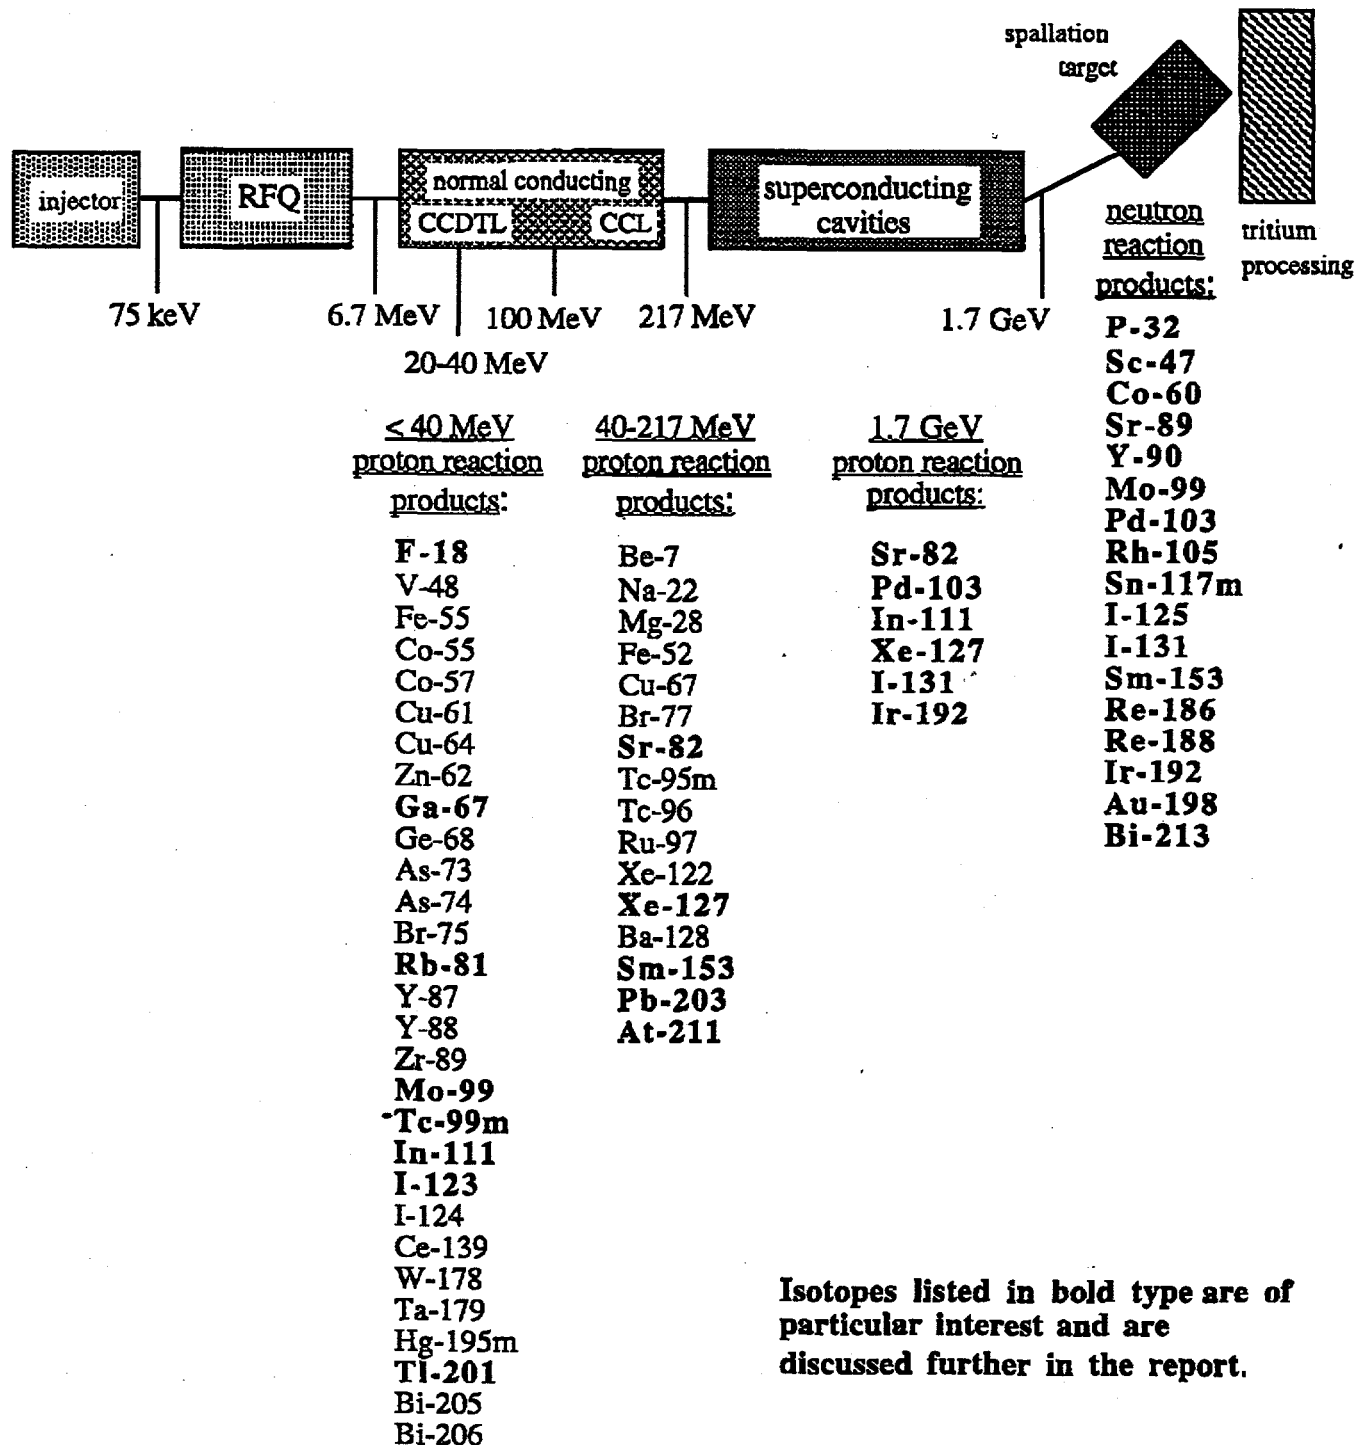 spallation
target
injector
RFQ
normal conducting
CCDTL
CCL
superconducting
cavities
tritium
processing
75 keV
6.7 MeV
20-40 MeV
100 MeV
217 MeV
1.7 GeV
< 40 MeV
proton reaction
products:
F-18
V-48
Fe-55
Co-55
Co-57
Cu-61
Cu-64
Zn-62
Ga-67
Ge-68
As-73
As-74
Br-75
Rb-81
Y-87
Y-88
Zr-89
Mo-99
Tc-99m
In-111
I-123
I-124
Ce-139
W-178
Ta-179
Hg-195m
Tl-201
Bi-205
Bi-206
40-217 MeV
proton reaction
products:
Be-7
Na-22
Mg-28
Fe-52
Cu-67
Br-77
Sr-82
Tc-95m
Tc-96
Ru-97
Xe-122
Xe-127
Ba-128
Sm-153
Pb-203
At-211
1.7 GeV
proton reaction
products:
Sr-82
Pd-103
In-111
Xe-127
I-131
Ir-192
neutron
reaction
products:
P-32
Sc-47
Co-60
Sr-89
Y-90
Mo-99
Pd-103
Rh-105
Sn-117m
I-125
I-131
Sm-153
Re-186
Re-188
Ir-192
Au-198
Bi-213
Isotopes listed in bold type are of
particular interest and are
discussed further in the report.